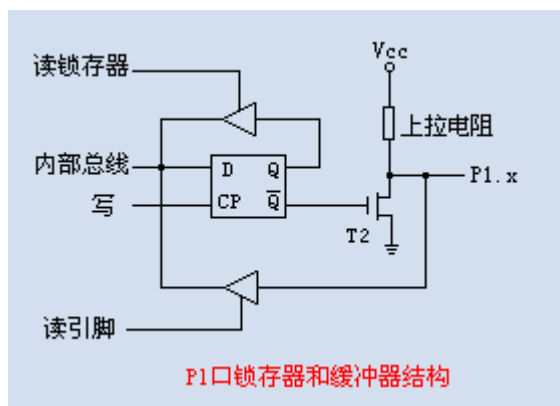 Vcc
读锁存器
上拉电阻
内部总线
D
Q
P1.x
写
CP
Q̅
T2
读引脚
P1口锁存器和缓冲器结构